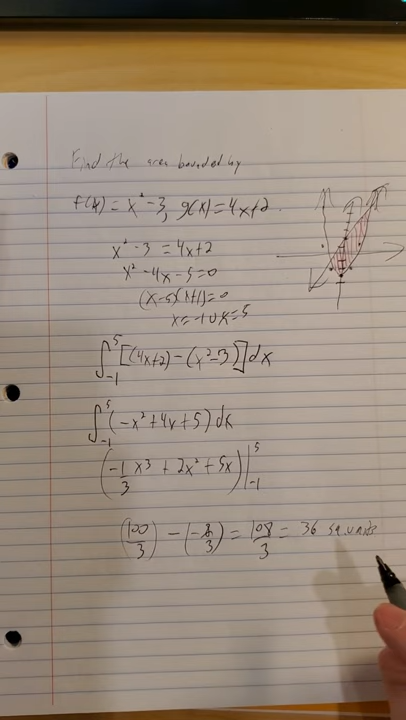 Find the area bounded by
f(x) = x² - 3, g(x) = 4x+2
x² - 3 = 4x+2
x² - 4x - 5 = 0
(x-5)(x+1) = 0
x = -1 or x = 5
∫₋₁⁵ [(4x+2) - (x²-3)] dx
∫₋₁⁵ (-x² + 4x + 5) dx
(-1/3 x³ + 2x² + 5x) |₋₁⁵
(100/3) - (-8/3) = 108/3 = 36 sq. units